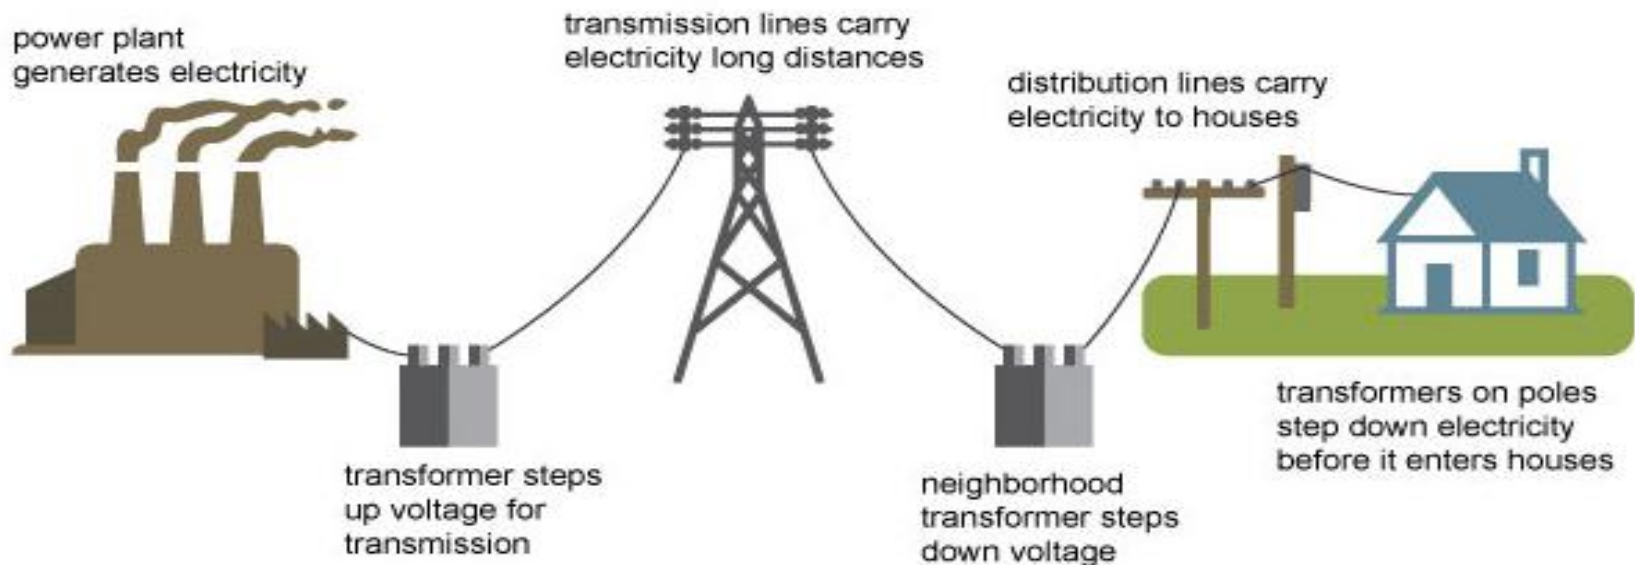 power plant
generates electricity
transmission lines carry
electricity long distances
distribution lines carry
electricity to houses
transformer steps
up voltage for
transmission
neighborhood
transformer steps
down voltage
transformers on poles
step down electricity
before it enters houses